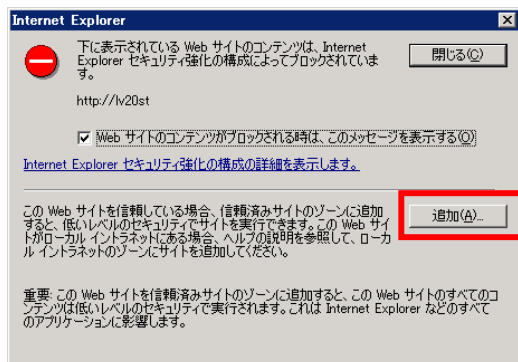 Internet Explorer
下に表示されている Web サイトのコンテンツは、Internet
Explorer セキュリティ強化の構成によってブロックされていま
す。
閉じる(C)
http://lv20st
Web サイトのコンテンツがブロックされる時は、このメッセージを表示する(O)
Internet Explorer セキュリティ強化の構成の詳細を表示します。
この Web サイトを信頼している場合、信頼済みサイトのゾーンに追加
すると、低いレベルのセキュリティでサイトを実行できます。この Web サイ
トがローカル イントラネットにある場合、ヘルプの説明を参照して、ローカ
ル イントラネットのゾーンにサイトを追加してください。
追加(A)...
重要: この Web サイトを信頼済みサイトのゾーンに追加すると、この Web サイトのすべてのコ
ンテンツは低いレベルのセキュリティで実行されます。これは Internet Explorer などのすべて
のアプリケーションに影響します。